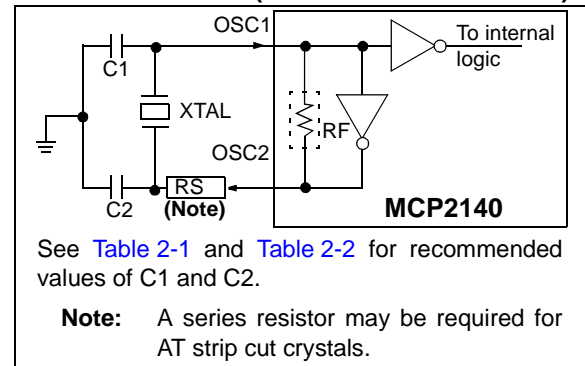 OSC1
To internal
logic
C1
XTAL
RF
OSC2
RS
C2
(Note)
MCP2140
See Table 2-1 and Table 2-2 for recommended
values of C1 and C2.
Note: A series resistor may be required for
AT strip cut crystals.